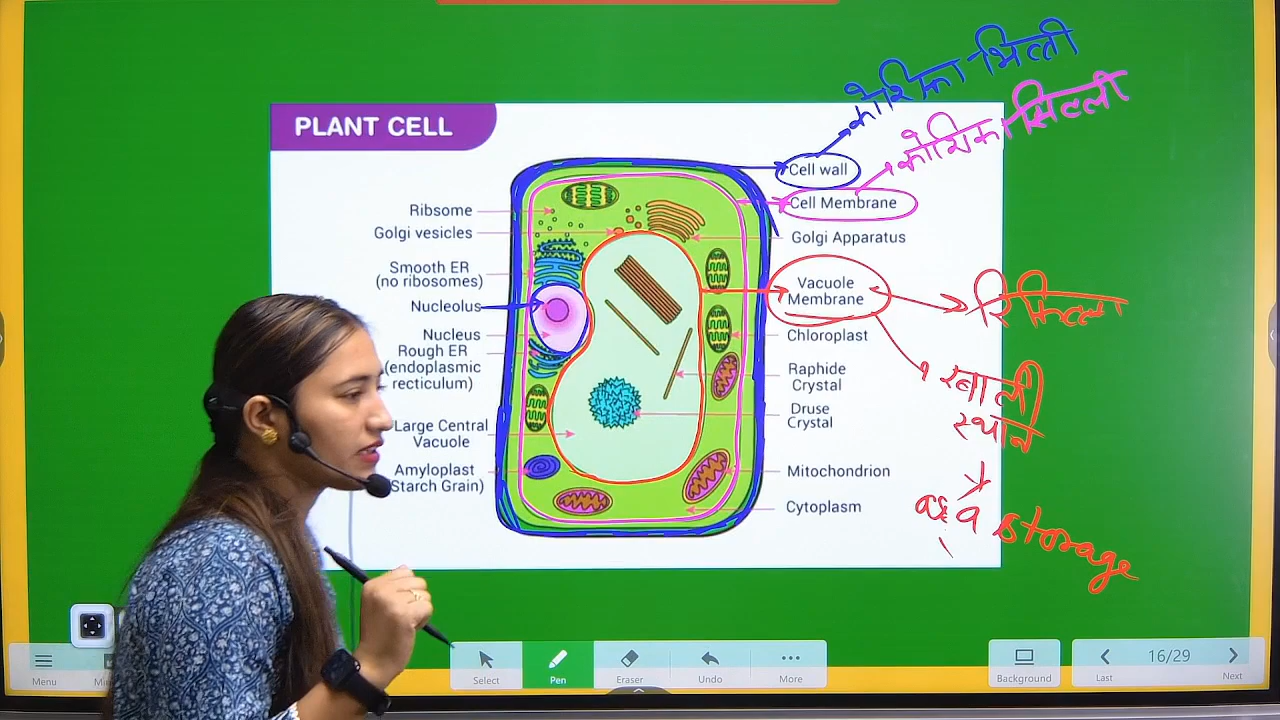 कोशिका भित्ती
PLANT CELL
कोशिका झिल्ली
Cell wall
Cell Membrane
Ribsome
Golgi vesicles
Golgi Apparatus
Smooth ER
(no ribosomes)
Vacuole
Membrane
Nucleolus
रिक्तिका
Nucleus
Chloroplast
Rough ER
(endoplasmic
recticulum)
Raphide
Crystal
खाली
स्थान
Druse
Crystal
Large Central
Vacuole
Amyloplast
Starch Grain)
Mitochondrion
Cytoplasm
as a storage
Menu
Select
Pen
Eraser
Undo
More
Background
16/29
Last
Next